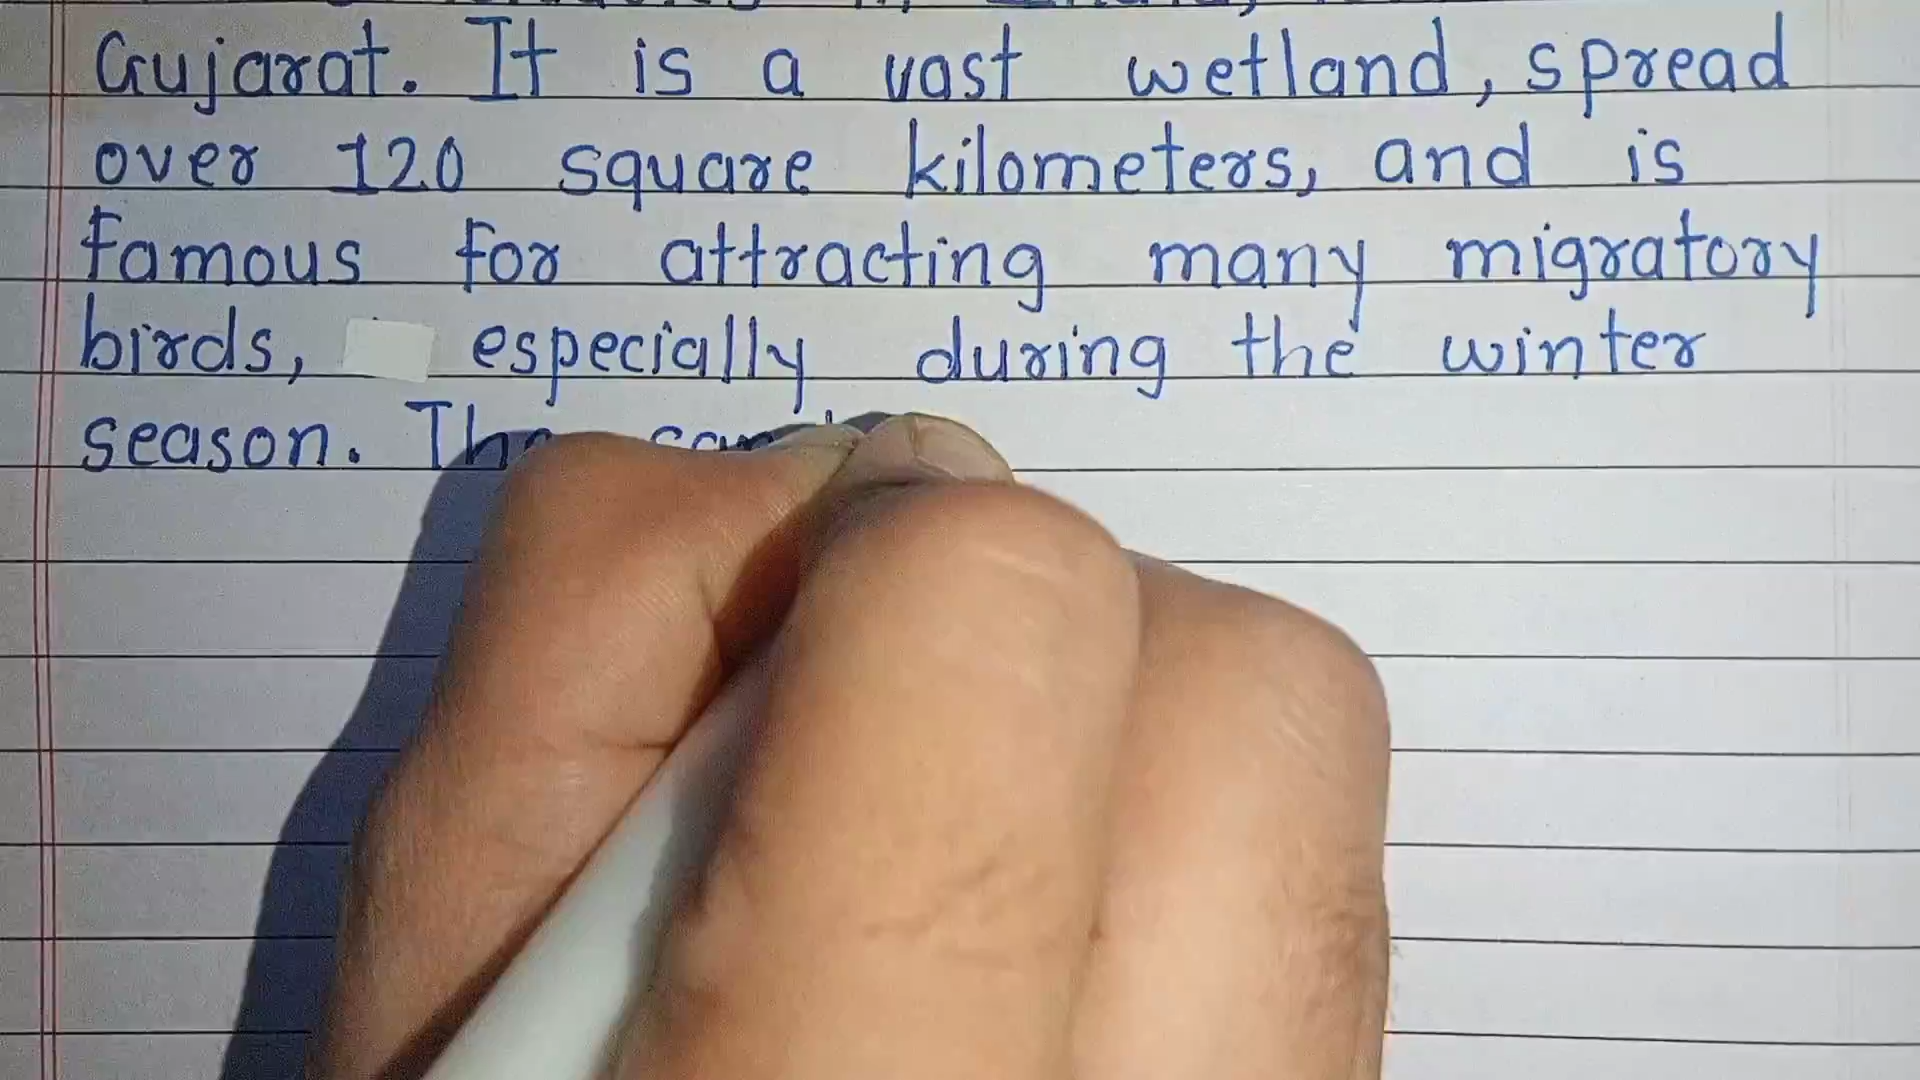 Gujarat. It is a vast wetland, spread
over 120 square kilometers, and is
famous for attracting many migratory
birds, especially during the winter
season. The